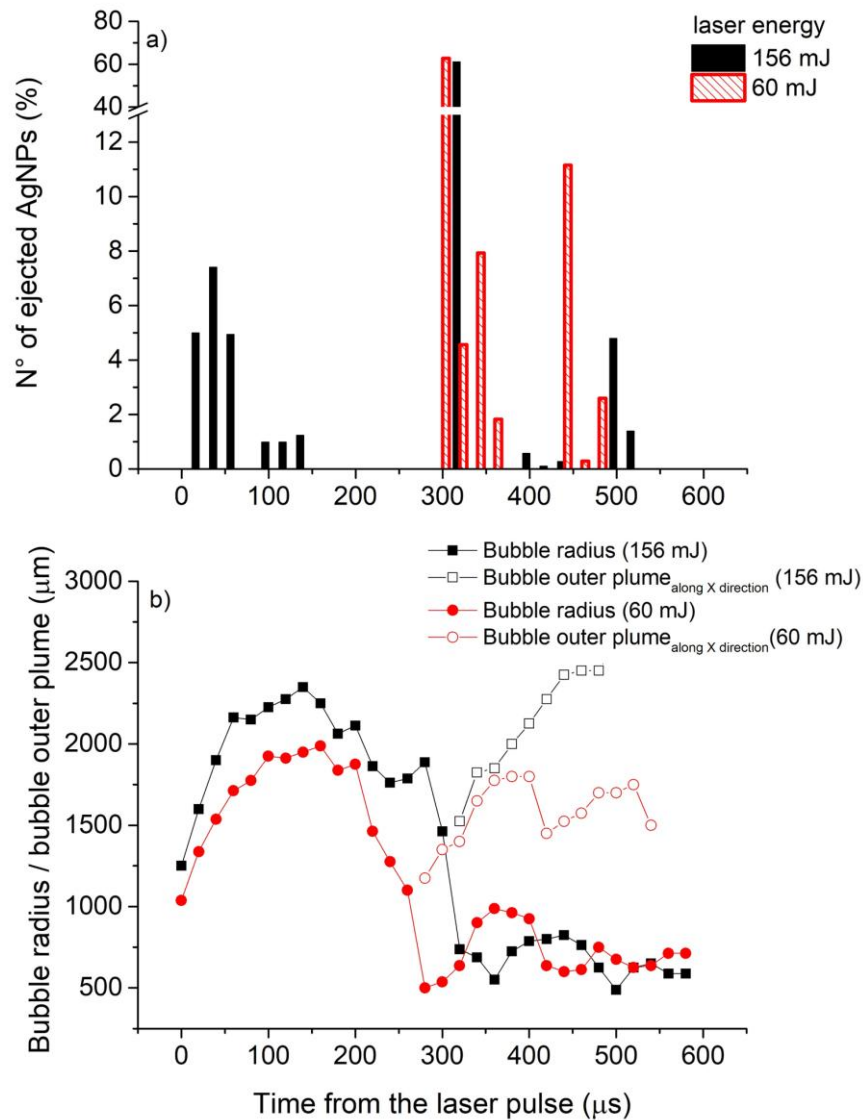 a)
laser energy
156 mJ
60 mJ
N° of ejected AgNPs (%)
80
60
40
12
10
8
6
4
2
0
0 100 200 300 400 500 600
b)
Bubble radius (156 mJ)
Bubble outer plume along X direction (156 mJ)
Bubble radius (60 mJ)
Bubble outer plume along X direction (60 mJ)
Bubble radius / bubble outer plume (μm)
3000
2500
2000
1500
1000
500
0 100 200 300 400 500 600
Time from the laser pulse (μs)